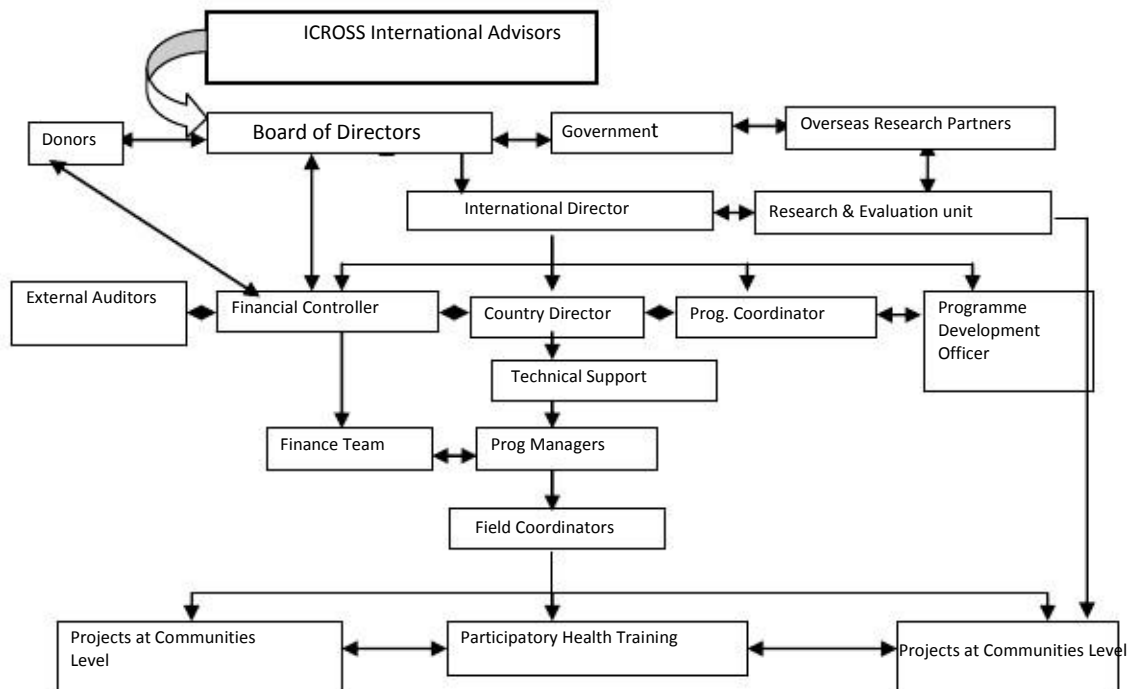 ICROSS International Advisors
Board of Directors
Government
Overseas Research Partners
Donors
International Director
Research & Evaluation unit
External Auditors
Financial Controller
Country Director
Prog. Coordinator
Programme
Development
Officer
Technical Support
Finance Team
Prog Managers
Field Coordinators
Projects at Communities
Level
Participatory Health Training
Projects at Communities Level